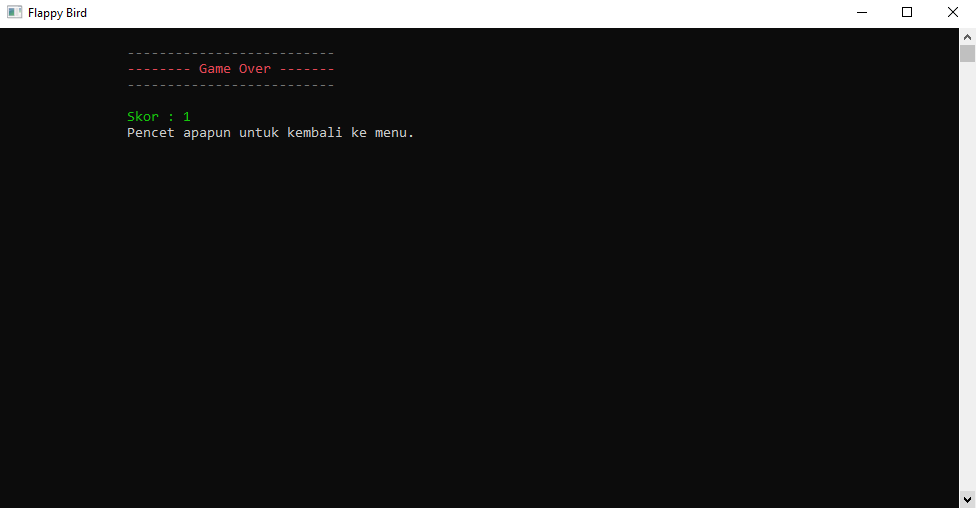 Flappy Bird
--------------------------
-------- Game Over -------
--------------------------
Skor : 1
Pencet apapun untuk kembali ke menu.